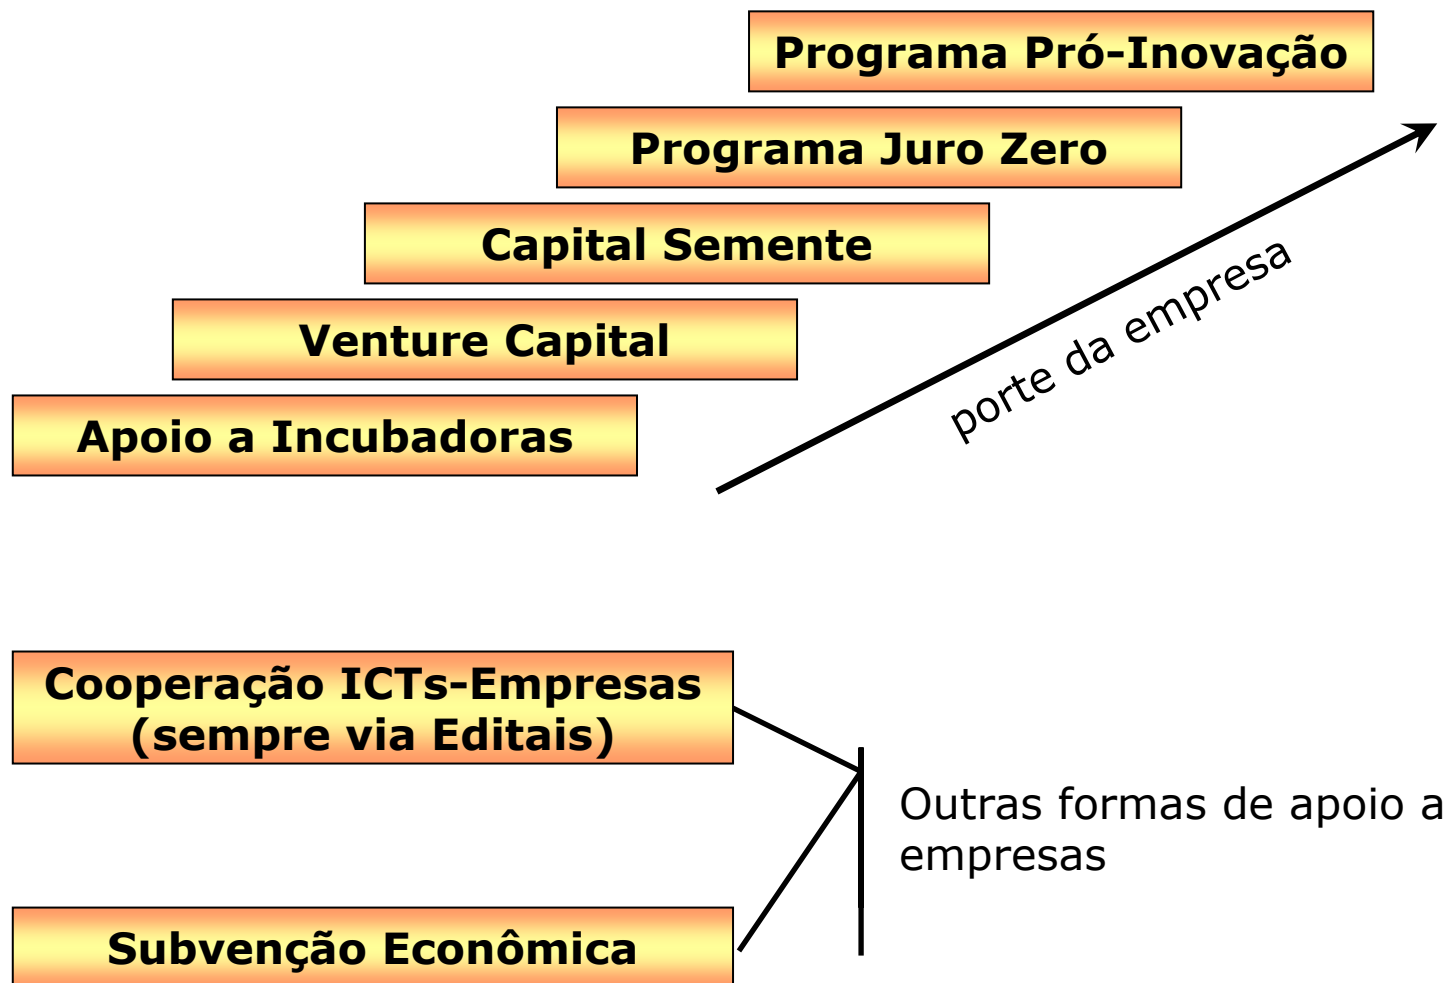 Programa Pró-Inovação
Programa Juro Zero
Capital Semente
Venture Capital
Apoio a Incubadoras
porte da empresa
Cooperação ICTs-Empresas
(sempre via Editais)
Outras formas de apoio a
empresas
Subvenção Econômica